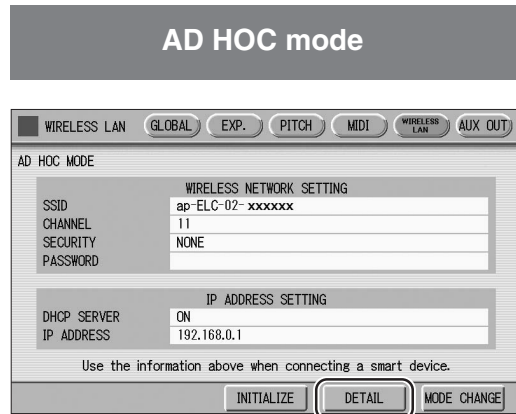 AD HOC mode
WIRELESS LAN GLOBAL EXP. PITCH MIDI WIRELESS LAN AUX OUT
AD HOC MODE
WIRELESS NETWORK SETTING
SSID ap-ELC-02-xxxxxx
CHANNEL 11
SECURITY NONE
PASSWORD
IP ADDRESS SETTING
DHCP SERVER ON
IP ADDRESS 192.168.0.1
Use the information above when connecting a smart device.
INITIALIZE DETAIL MODE CHANGE